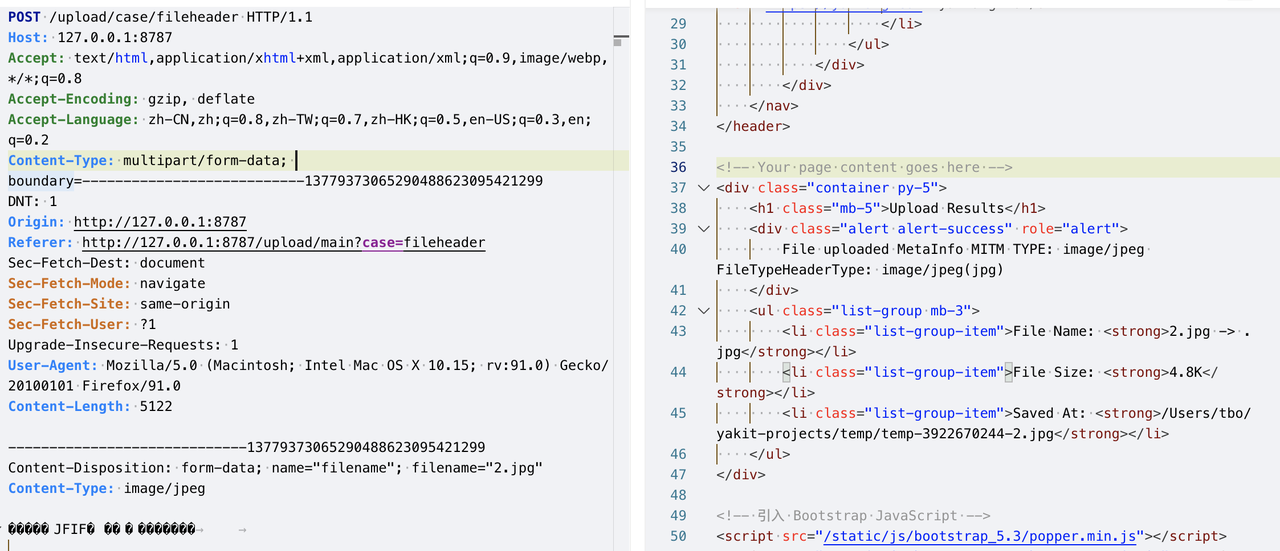 POST /upload/case/fileheader HTTP/1.1
Host: 127.0.0.1:8787
Accept: text/html,application/xhtml+xml,application/xml;q=0.9,image/webp,
*/*;q=0.8
Accept-Encoding: gzip, deflate
Accept-Language: zh-CN,zh;q=0.8,zh-TW;q=0.7,zh-HK;q=0.5,en-US;q=0.3,en;
q=0.2
Content-Type: multipart/form-data;
boundary=---------------------------13779373065290488623095421299
DNT: 1
Origin: http://127.0.0.1:8787
Referer: http://127.0.0.1:8787/upload/main?case=fileheader
Sec-Fetch-Dest: document
Sec-Fetch-Mode: navigate
Sec-Fetch-Site: same-origin
Sec-Fetch-User: ?1
Upgrade-Insecure-Requests: 1
User-Agent: Mozilla/5.0 (Macintosh; Intel Mac OS X 10.15; rv:91.0) Gecko/
20100101 Firefox/91.0
Content-Length: 5122
-----------------------------13779373065290488623095421299
Content-Disposition: form-data; name="filename"; filename="2.jpg"
Content-Type: image/jpeg
����� JFIF� �� � �������
29 </li>
30 </ul>
31 </div>
32 </div>
33 </nav>
34 </header>
35
36 <!-- Your page content goes here -->
37 <div class="container py-5">
38 <h1 class="mb-5">Upload Results</h1>
39 <div class="alert alert-success" role="alert">
40 File uploaded MetaInfo MITM TYPE: image/jpeg
FileTypeHeaderType: image/jpeg(jpg)
41 </div>
42 <ul class="list-group mb-3">
43 <li class="list-group-item">File Name: <strong>2.jpg -> .
jpg</strong></li>
44 <li class="list-group-item">File Size: <strong>4.8K</
strong></li>
45 <li class="list-group-item">Saved At: <strong>/Users/tbo/
yakit-projects/temp/temp-3922670244-2.jpg</strong></li>
46 </ul>
47 </div>
48
49 <!-- 引入 Bootstrap JavaScript -->
50 <script src="/static/js/bootstrap_5.3/popper.min.js"></script>